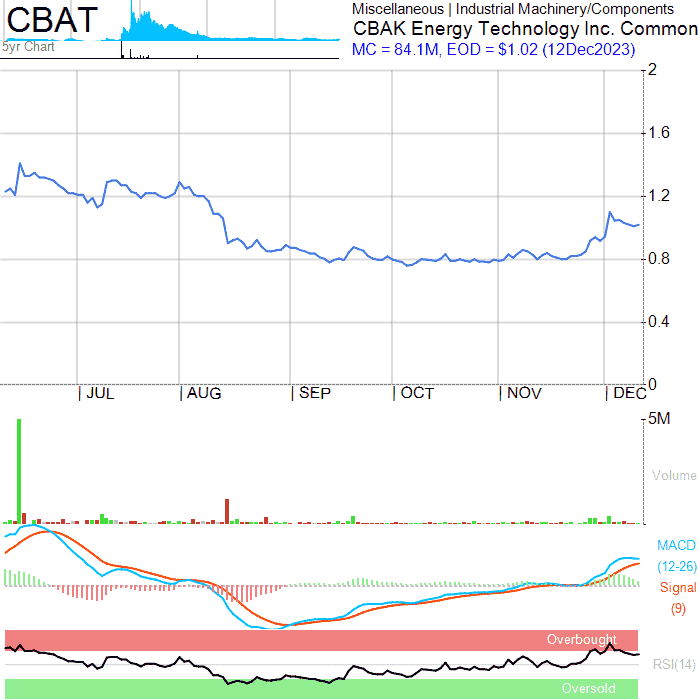 CBAT
5yr Chart
Miscellaneous | Industrial Machinery/Components
CBAK Energy Technology Inc. Common
MC = 84.1M, EOD = $1.02 (12Dec2023)
2
1.6
1.2
0.8
0.4
0
JUL AUG SEP OCT NOV DEC
5M
Volume
MACD
(12-26)
Signal
(9)
Overbought
RSI(14)
Oversold